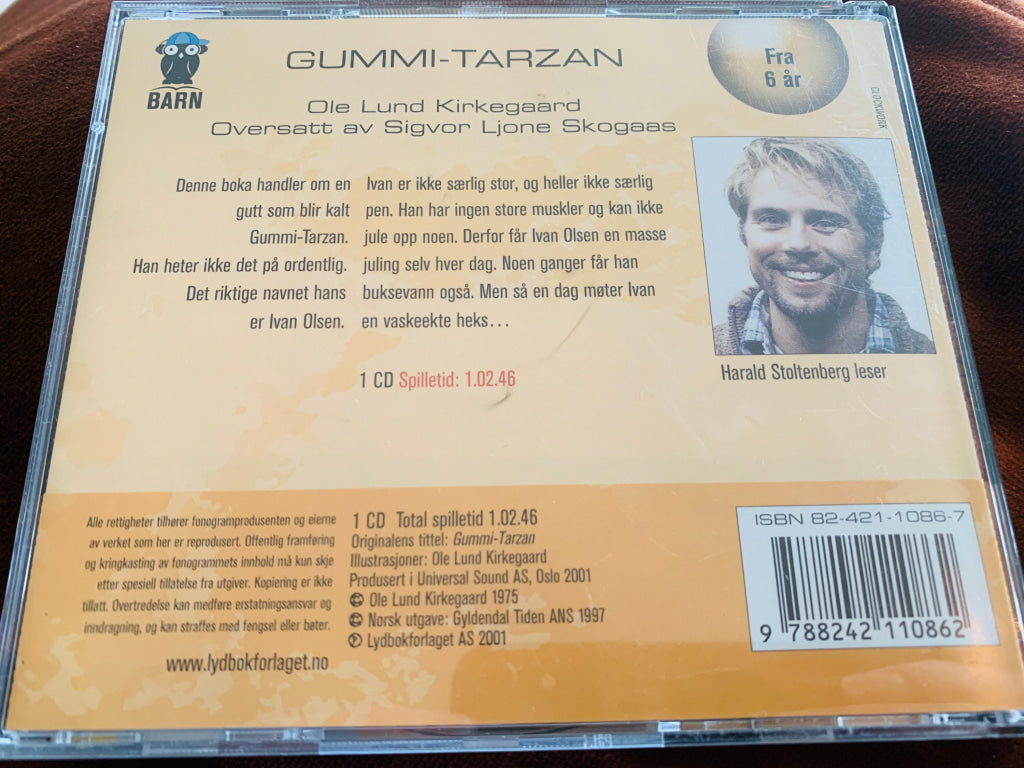 BARN
GUMMI-TARZAN
Fra
6 år
GLOCKWORK
Ole Lund Kirkegaard
Oversatt av Sigvor Ljone Skogaas
Denne boka handler om en
gutt som blir kalt
Gummi-Tarzan.
Han heter ikke det på ordentlig.
Det riktige navnet hans
er Ivan Olsen.
Ivan er ikke særlig stor, og heller ikke særlig
pen. Han har ingen store muskler og kan ikke
jule opp noen. Derfor får Ivan Olsen en masse
juling selv hver dag. Noen ganger får han
buksevann også. Men så en dag møter Ivan
en vaskeekte heks...
1 CD Spilletid: 1.02.46
Harald Stoltenberg leser
Alle rettigheter tilhører fonogramprodusenten og eierne
av verket som her er reprodusert. Offentlig framføring
og kringkasting av fonogrammets innhold må kun skje
etter spesiell tillatelse fra utgiver. Kopiering er ikke
tillatt. Overtredelse kan medføre erstatningsansvar og
inndragning, og kan straffes med fengsel eller bøter.
www.lydbokforlaget.no
1 CD Total spilletid 1.02.46
Originalens tittel: Gummi-Tarzan
Illustrasjoner: Ole Lund Kirkegaard
Produsert i Universal Sound AS, Oslo 2001
© Ole Lund Kirkegaard 1975
© Norsk utgave: Gyldendal Tiden ANS 1997
℗ Lydbokforlaget AS 2001
ISBN 82-421-1086-7
9 788242 110862